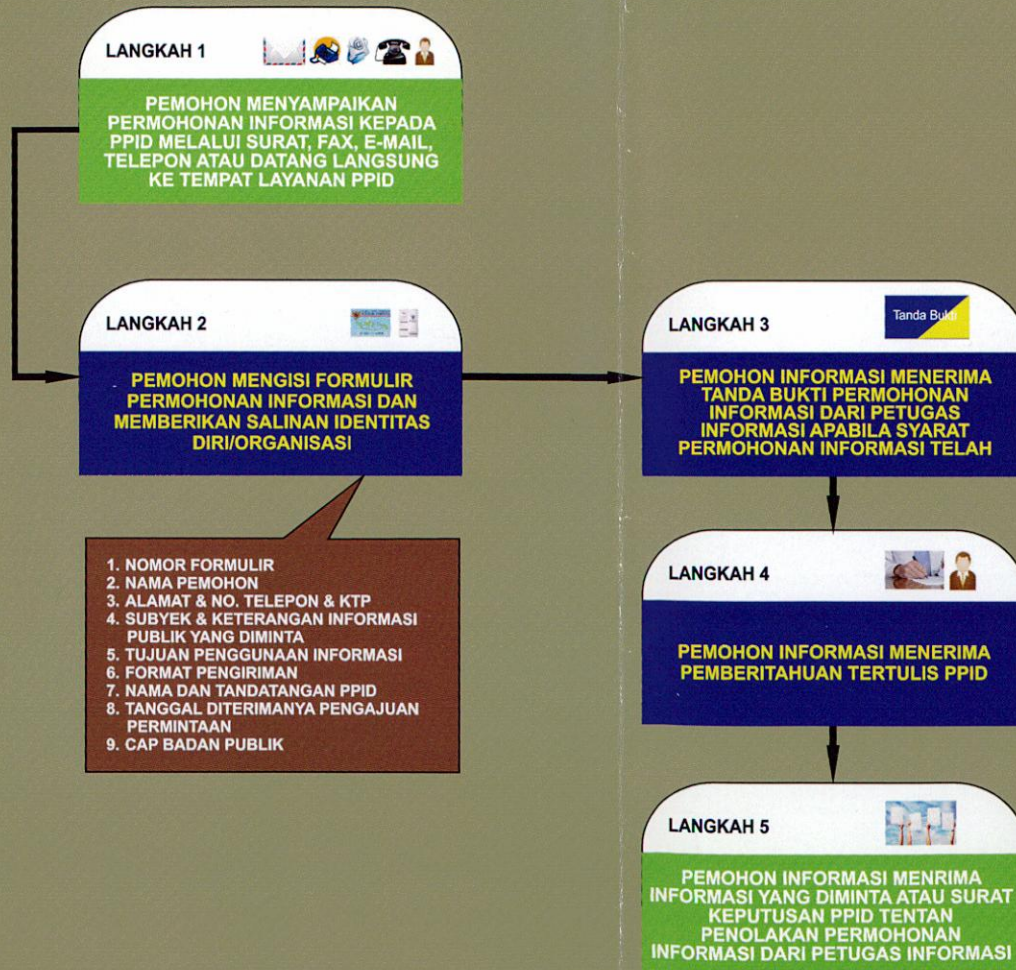 LANGKAH 1
PEMOHON MENYAMPAIKAN
PERMOHONAN INFORMASI KEPADA
PPID MELALUI SURAT, FAX, E-MAIL,
TELEPON ATAU DATANG LANGSUNG
KE TEMPAT LAYANAN PPID
LANGKAH 2
PEMOHON MENGISI FORMULIR
PERMOHONAN INFORMASI DAN
MEMBERIKAN SALINAN IDENTITAS
DIRI/ORGANISASI
1. NOMOR FORMULIR
2. NAMA PEMOHON
3. ALAMAT & NO. TELEPON & KTP
4. SUBYEK & KETERANGAN INFORMASI
PUBLIK YANG DIMINTA
5. TUJUAN PENGGUNAAN INFORMASI
6. FORMAT PENGIRIMAN
7. NAMA DAN TANDATANGAN PPID
8. TANGGAL DITERIMANYA PENGAJUAN
PERMINTAAN
9. CAP BADAN PUBLIK
LANGKAH 3
Tanda Bukti
PEMOHON INFORMASI MENERIMA
TANDA BUKTI PERMOHONAN
INFORMASI DARI PETUGAS
INFORMASI APABILA SYARAT
PERMOHONAN INFORMASI TELAH
LANGKAH 4
PEMOHON INFORMASI MENERIMA
PEMBERITAHUAN TERTULIS PPID
LANGKAH 5
PEMOHON INFORMASI MENRIMA
INFORMASI YANG DIMINTA ATAU SURAT
KEPUTUSAN PPID TENTAN
PENOLAKAN PERMOHONAN
INFORMASI DARI PETUGAS INFORMASI